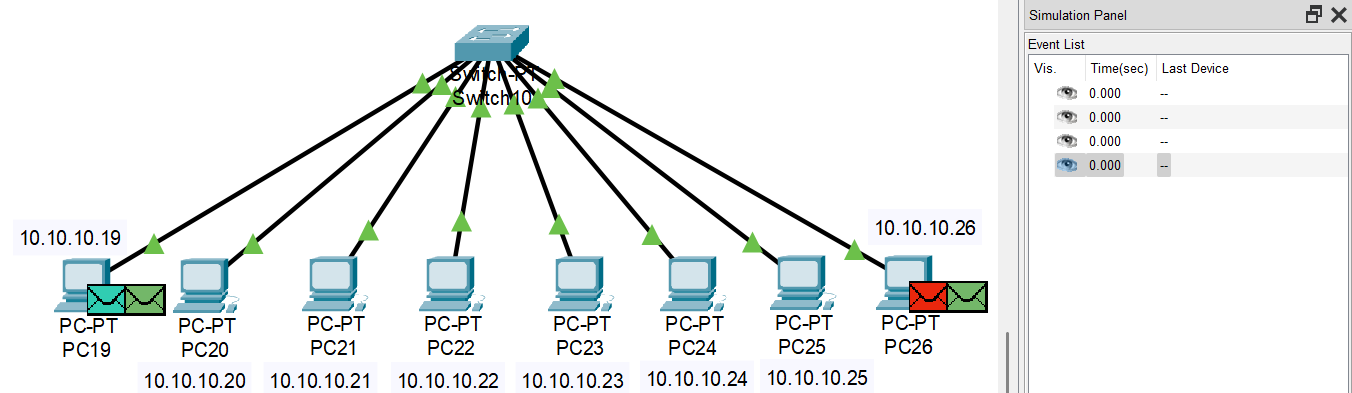 Simulation Panel
Event List
Vis. Time(sec) Last Device
0.000 --
0.000 --
0.000 --
0.000 --
Switch-PT
Switch10
10.10.10.19
10.10.10.26
PC-PT
PC19
PC-PT
PC20
PC-PT
PC21
PC-PT
PC22
PC-PT
PC23
PC-PT
PC24
PC-PT
PC25
PC-PT
PC26
10.10.10.20
10.10.10.21
10.10.10.22
10.10.10.23
10.10.10.24
10.10.10.25